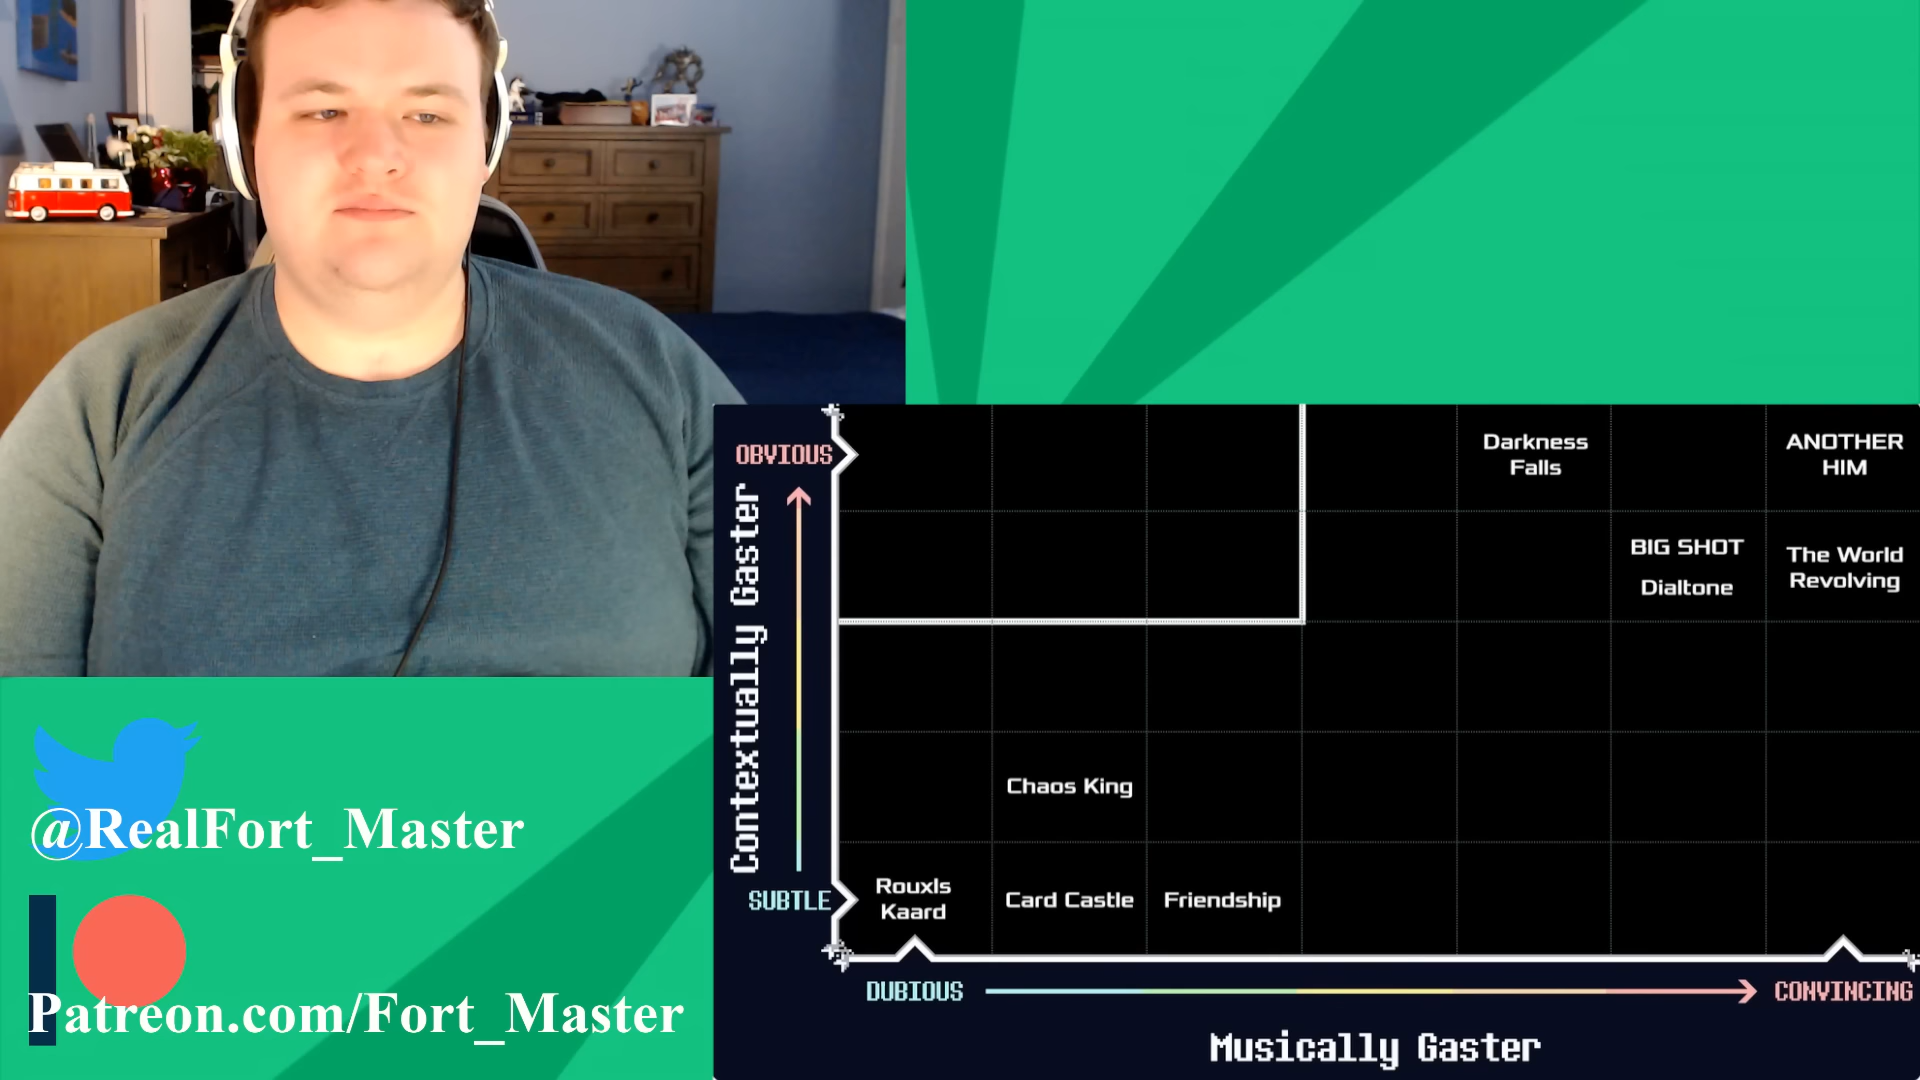 OBVIOUS
Contextually Gaster
SUBTLE
Darkness
Falls
ANOTHER
HIM
BIG SHOT
Dialtone
The World
Revolving
Chaos King
Rouxls
Kaard
Card Castle
Friendship
DUBIOUS
CONVINCING
Musically Gaster
@RealFort_Master
Patreon.com/Fort_Master